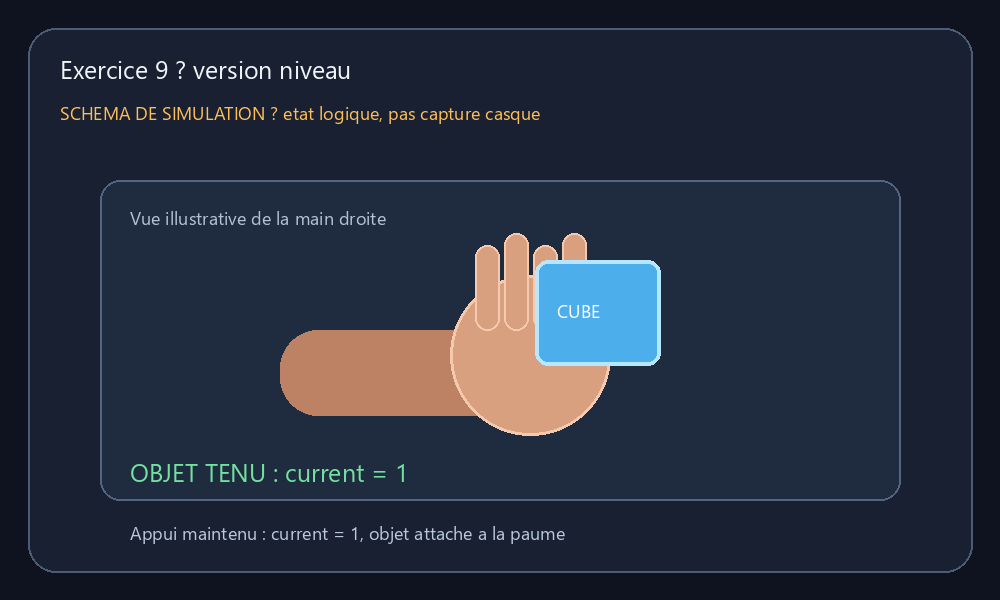 Exercice 9 ? version niveau
SCHEMA DE SIMULATION ? etat logique, pas capture casque
Vue illustrative de la main droite
CUBE
OBJET TENU : current = 1
Appui maintenu : current = 1, objet attache a la paume